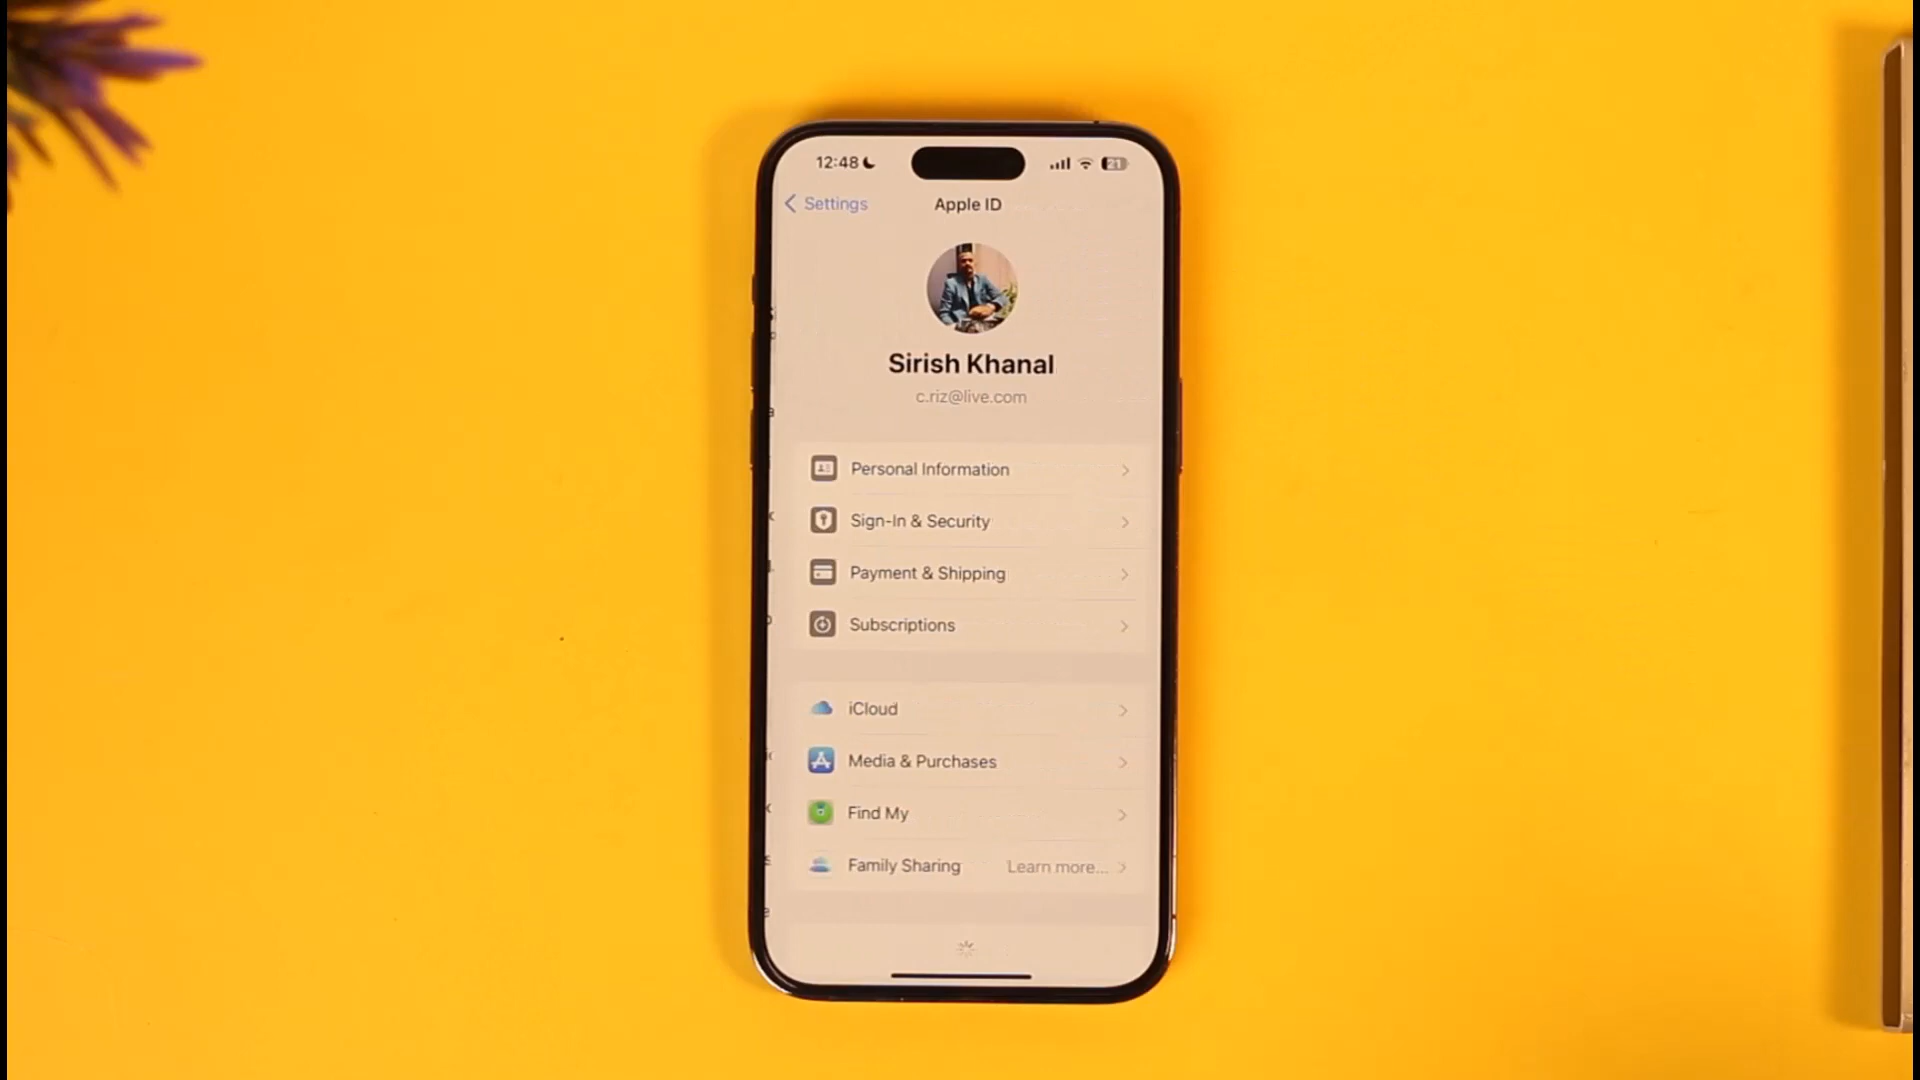 12:48
21
Settings
Apple ID
Sirish Khanal
c.riz@live.com
Personal Information
Sign-In & Security
Payment & Shipping
Subscriptions
iCloud
Media & Purchases
Find My
Family Sharing Learn more...